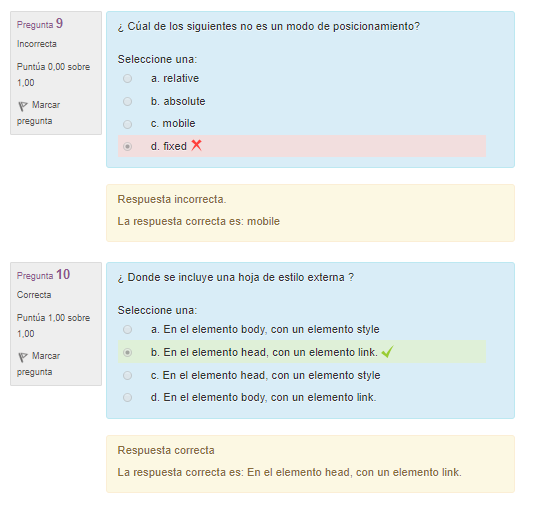 Pregunta 9
Incorrecta
Puntúa 0,00 sobre
1,00
Marcar
pregunta
¿ Cúal de los siguientes no es un modo de posicionamiento?
Seleccione una:
a. relative
b. absolute
c. mobile
d. fixed
Respuesta incorrecta.
La respuesta correcta es: mobile
Pregunta 10
Correcta
Puntúa 1,00 sobre
1,00
Marcar
pregunta
¿ Donde se incluye una hoja de estilo externa ?
Seleccione una:
a. En el elemento body, con un elemento style
b. En el elemento head, con un elemento link.
c. En el elemento head, con un elemento style
d. En el elemento body, con un elemento link.
Respuesta correcta
La respuesta correcta es: En el elemento head, con un elemento link.